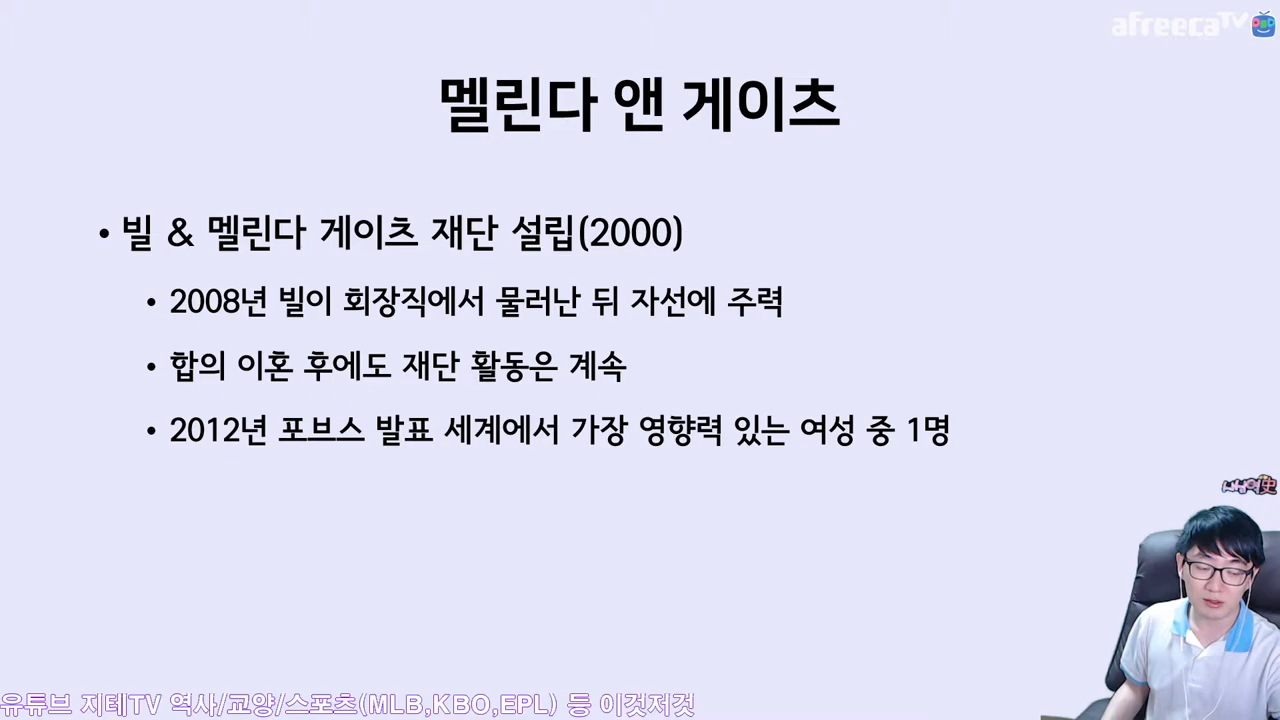 afreecaTV
멜린다 앤 게이츠
• 빌 & 멜린다 게이츠 재단 설립(2000)
• 2008년 빌이 회장직에서 물러난 뒤 자선에 주력
• 합의 이혼 후에도 재단 활동은 계속
• 2012년 포브스 발표 세계에서 가장 영향력 있는 여성 중 1명
유튜브 지테TV 역사/교양/스포츠(MLB,KBO,EPL) 등 이것저것